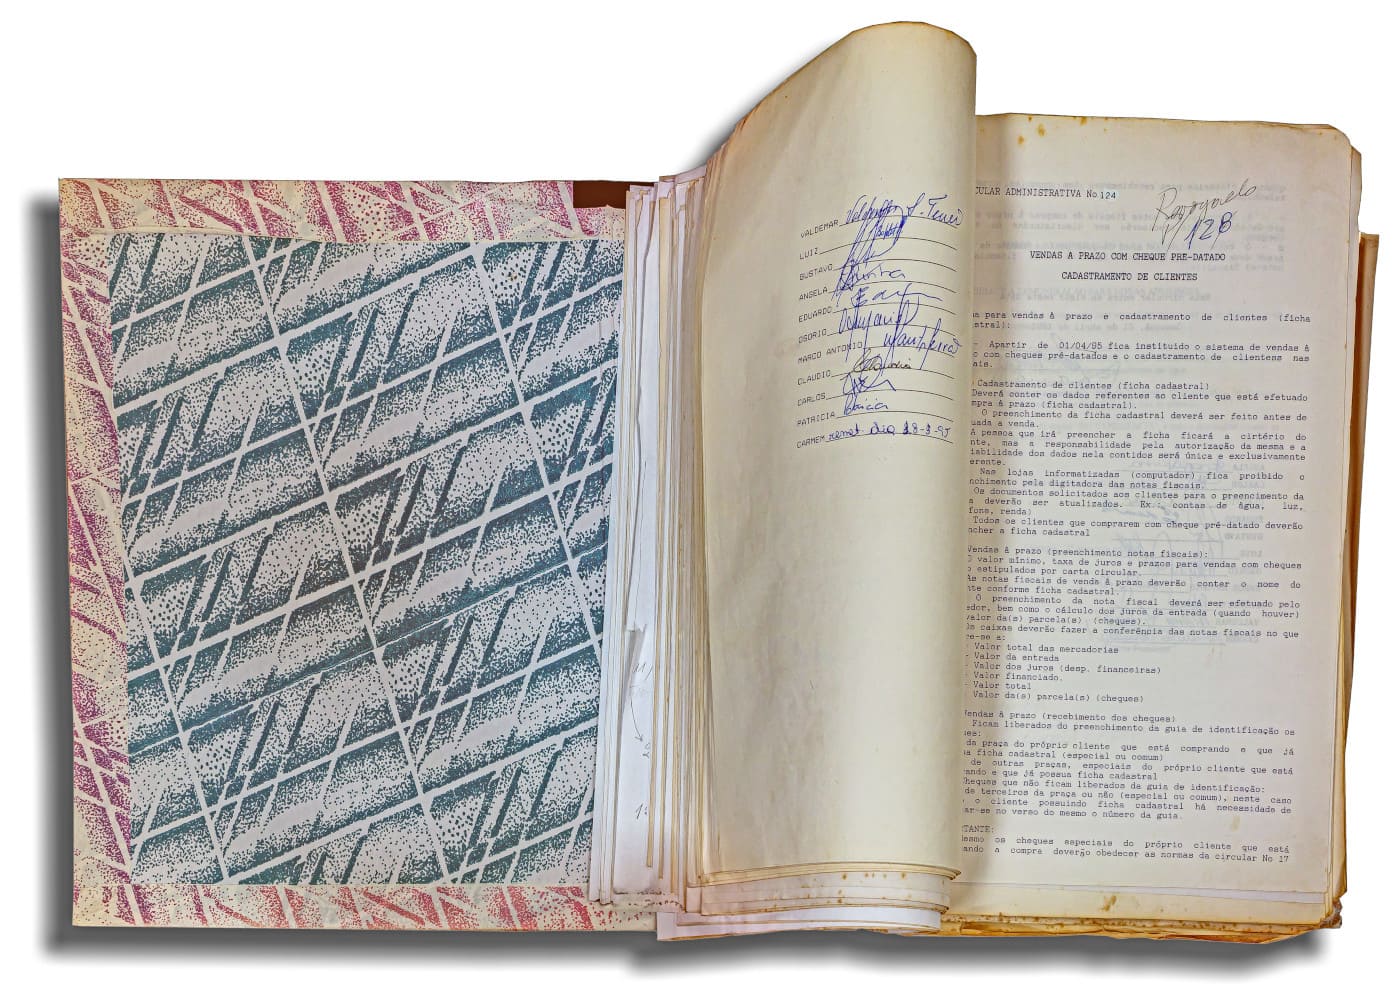 VALDEMAR
LUIZ
GUSTAVO
ANGELA
EDUARDO
OSORIO
MARCO ANTONIO
CLAUDIO
CARLOS
PATRICIA
CARMEM
CULAR ADMINISTRATIVA No 124
128
VENDAS A PRAZO COM CHEQUE PRE-DATADO
CADASTRAMENTO DE CLIENTES
a para vendas à prazo e cadastramento de clientes (ficha
stral):
- Apartir de 01/04/95 fica instituido o sistema de vendas à
o com cheques pré-datados e o cadastramento de clientess nas
ais.
Cadastramento de clientes (ficha cadastral)
Deverá conter os dados referentes ao cliente que está efetuado
mpra à prazo (ficha cadastral).
O preenchimento da ficha cadastral deverá ser feito antes de
uada a venda.
A pessoa que irá preencher a ficha ficará a cirtério do
nte, mas a responsabilidade pela autorização da mesma e a
iabilidade dos dados nela contidos será única e exclusivamente
erente.
Nas lojas informatizadas (computador) fica proibido o
nchimento pela digitadora das notas fiscais.
Os documentos solicitados aos clientes para o preencimento da
a deverão ser atualizados. Ex.: contas de água, luz,
fone, renda)
Todos os clientes que comprarem com cheque pré-datado deverão
ncher a ficha cadastral
Vendas à prazo (preenchimento notas fiscais):
O valor mínimo, taxa de juros e prazos para vendas com cheques
o estipulados por carta circular.
As notas fiscais de venda à prazo deverão conter o nome do
nte conforme ficha cadastral.
O preenchimento da nota fiscal deverá ser efetuado pelo
edor, bem como o cálculo dos juros da entrada (quando houver)
valor da(s) parcela(s) (cheques).
Os caixas deverão fazer a conferência das notas fiscais no que
re-se a:
- Valor total das mercadorias
- Valor da entrada
- Valor dos juros (desp. financeiras)
- Valor financiado.
- Valor total
- Valor da(s) parcela(s) (cheques)
Vendas à prazo (recebimento dos cheques)
Ficam liberados do preenchimento da guia de identificação os
ues:
da praça do próprio cliente que está comprando e que já
ua ficha cadastral (especial ou comum)
de outras praças, especiais do próprio cliente que está
rando e que já possua ficha cadastral
Cheques que não ficam liberados da guia de identificação:
de terceiros da praça ou não (especial ou comum), neste caso
o o cliente possuindo ficha cadastral há necessidade de
ar-se no verso do mesmo o número da guia.
RTANTE:
Mesmo os cheques especiais do próprio cliente que está
ando a compra deverão obedecer as normas da circular No 17